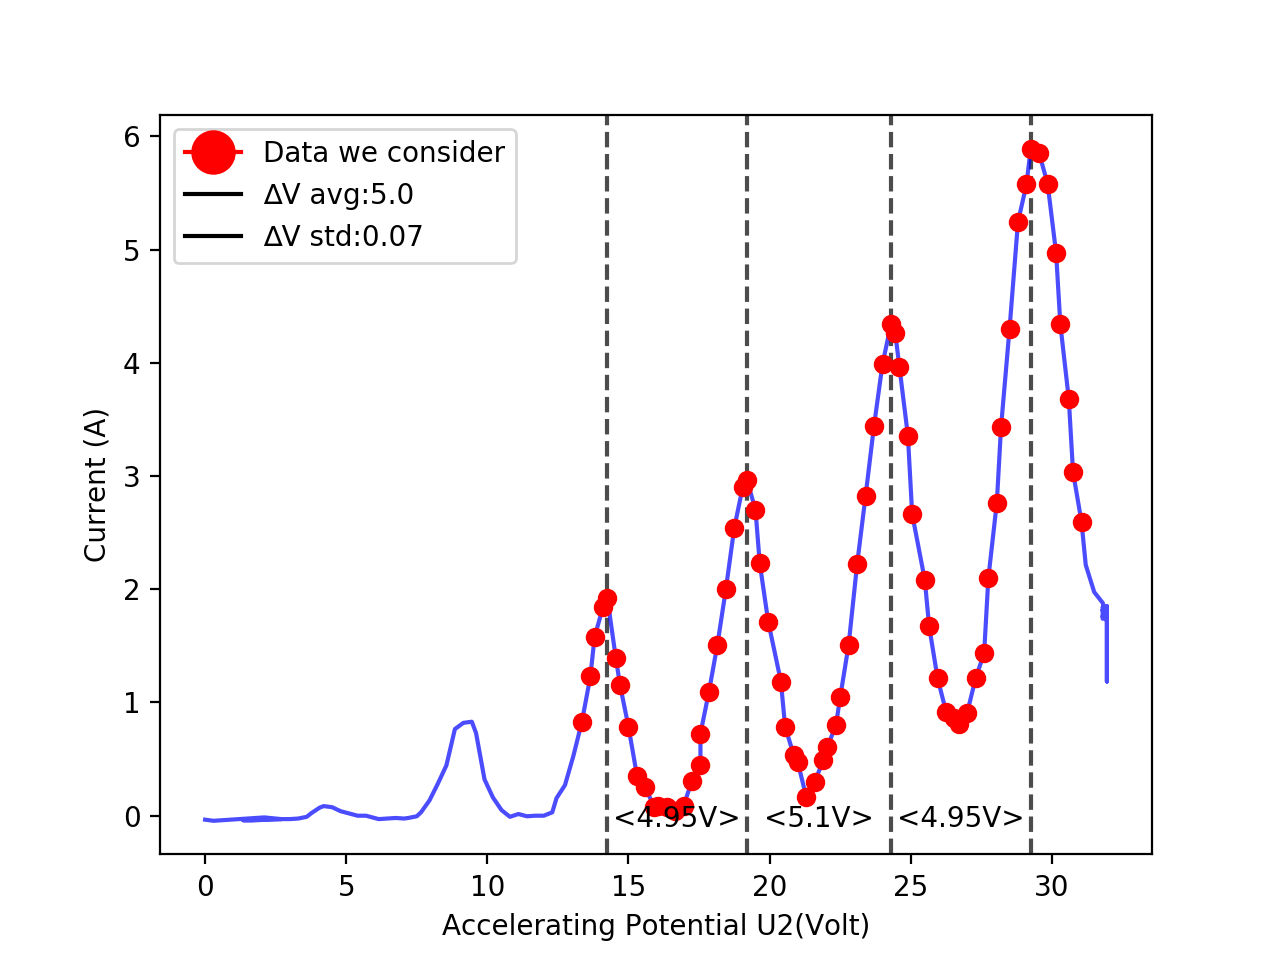 Data we consider
ΔV avg:5.0
ΔV std:0.07
6
5
4
3
2
1
0
Current (A)
<4.95V> <5.1V> <4.95V>
0 5 10 15 20 25 30
Accelerating Potential U2(Volt)